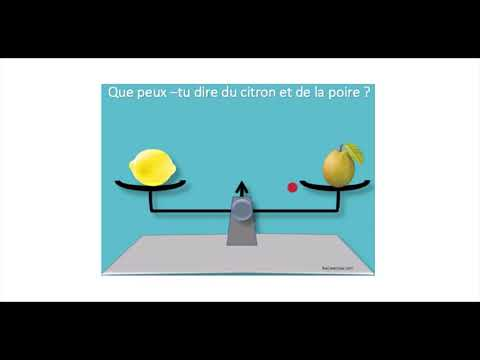 Que peux –tu dire du citron et de la poire ?